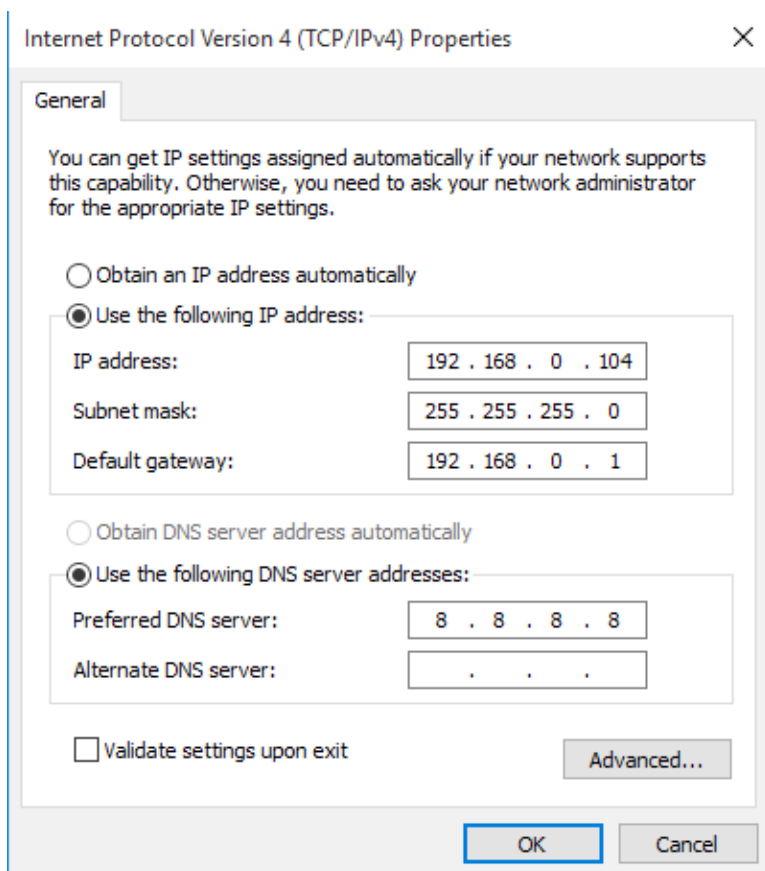 Internet Protocol Version 4 (TCP/IPv4) Properties
General
You can get IP settings assigned automatically if your network supports
this capability. Otherwise, you need to ask your network administrator
for the appropriate IP settings.
Obtain an IP address automatically
Use the following IP address:
IP address: 192 . 168 . 0 . 104
Subnet mask: 255 . 255 . 255 . 0
Default gateway: 192 . 168 . 0 . 1
Obtain DNS server address automatically
Use the following DNS server addresses:
Preferred DNS server: 8 . 8 . 8 . 8
Alternate DNS server: . . .
Validate settings upon exit
Advanced...
OK Cancel